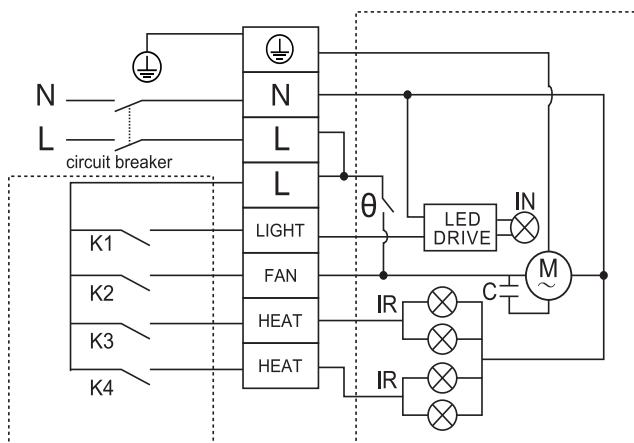 N
N
L
L
circuit breaker
L
θ
IN
LED
DRIVE
K1
LIGHT
M
~
K2
FAN
C
IR
K3
HEAT
IR
K4
HEAT